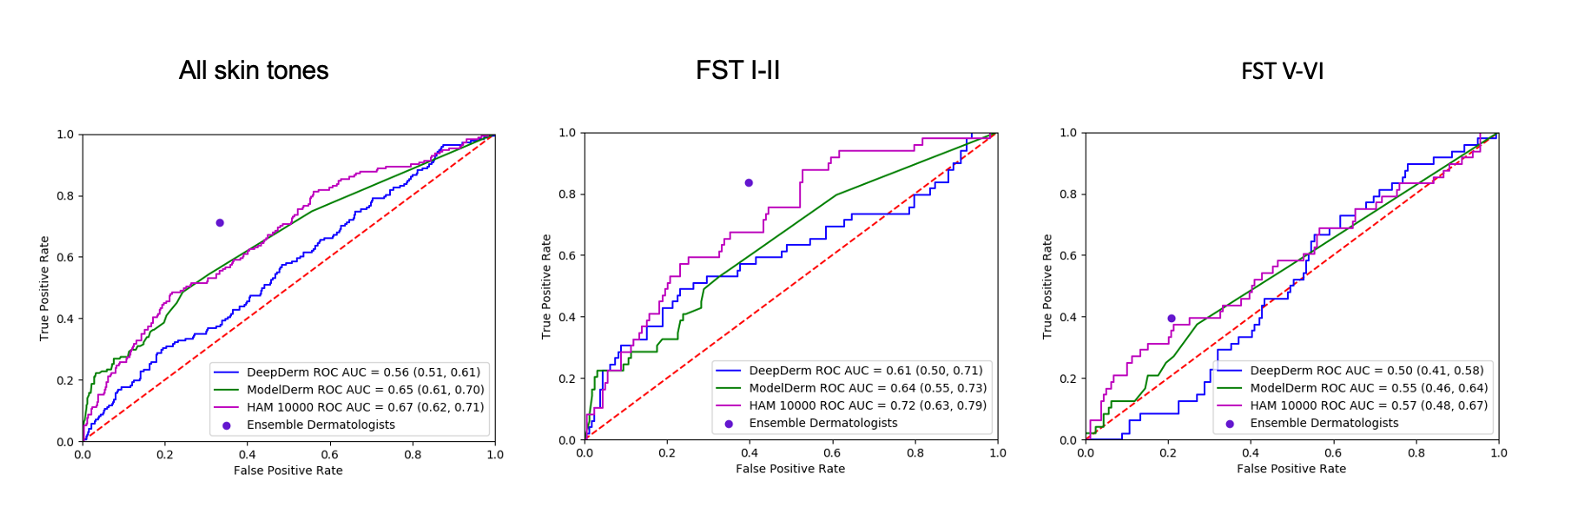 All skin tones
FST I-II
FST V-VI
True Positive Rate
1.0
0.8
0.6
0.4
0.2
0.0
DeepDerm ROC AUC = 0.56 (0.51, 0.61)
ModelDerm ROC AUC = 0.65 (0.61, 0.70)
HAM 10000 ROC AUC = 0.67 (0.62, 0.71)
Ensemble Dermatologists
0.0 0.2 0.4 0.6 0.8 1.0
False Positive Rate
True Positive Rate
1.0
0.8
0.6
0.4
0.2
0.0
DeepDerm ROC AUC = 0.61 (0.50, 0.71)
ModelDerm ROC AUC = 0.64 (0.55, 0.73)
HAM 10000 ROC AUC = 0.72 (0.63, 0.79)
Ensemble Dermatologists
0.0 0.2 0.4 0.6 0.8 1.0
False Positive Rate
True Positive Rate
1.0
0.8
0.6
0.4
0.2
0.0
DeepDerm ROC AUC = 0.50 (0.41, 0.58)
ModelDerm ROC AUC = 0.55 (0.46, 0.64)
HAM 10000 ROC AUC = 0.57 (0.48, 0.67)
Ensemble Dermatologists
0.0 0.2 0.4 0.6 0.8 1.0
False Positive Rate